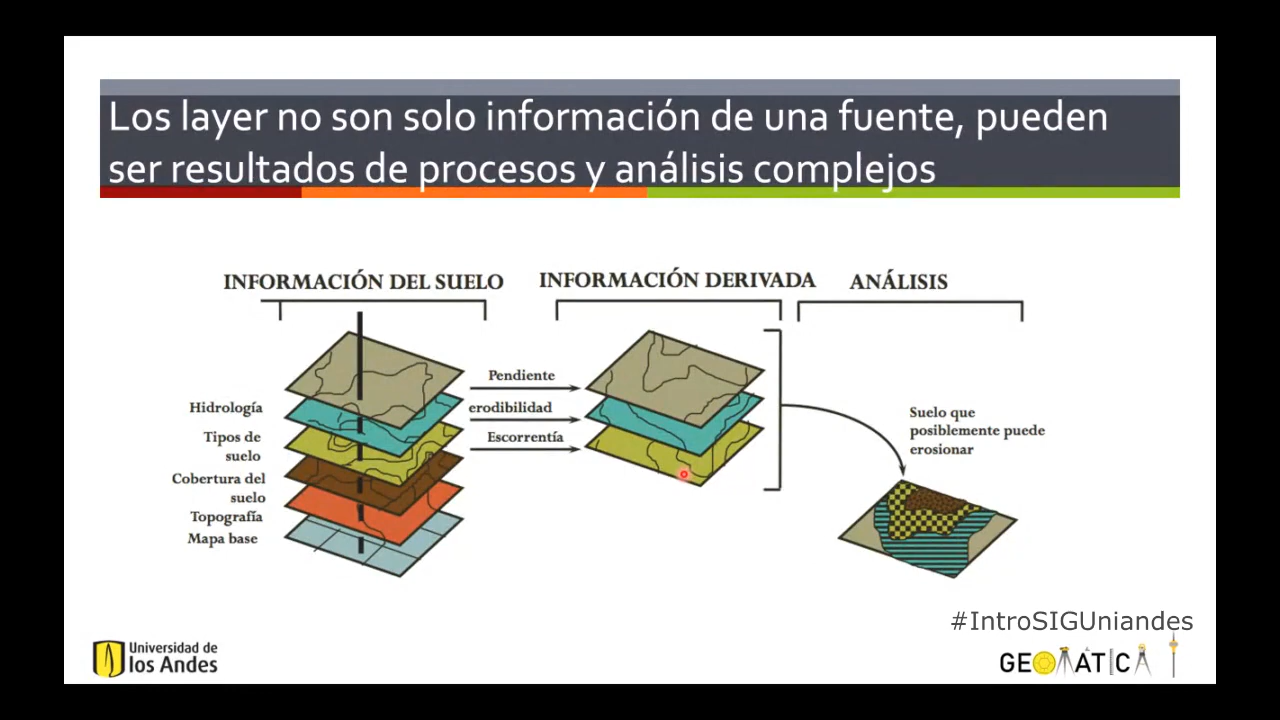 Los layer no son solo información de una fuente, pueden
ser resultados de procesos y análisis complejos
INFORMACIÓN DEL SUELO
INFORMACIÓN DERIVADA
ANÁLISIS
Hidrología
Tipos de
suelo
Cobertura del
suelo
Topografía
Mapa base
Pendiente
erodibilidad
Escorrentía
Suelo que
posiblemente puede
erosionar
#IntroSIGUniandes
Universidad de
los Andes
GEOMÁTICA